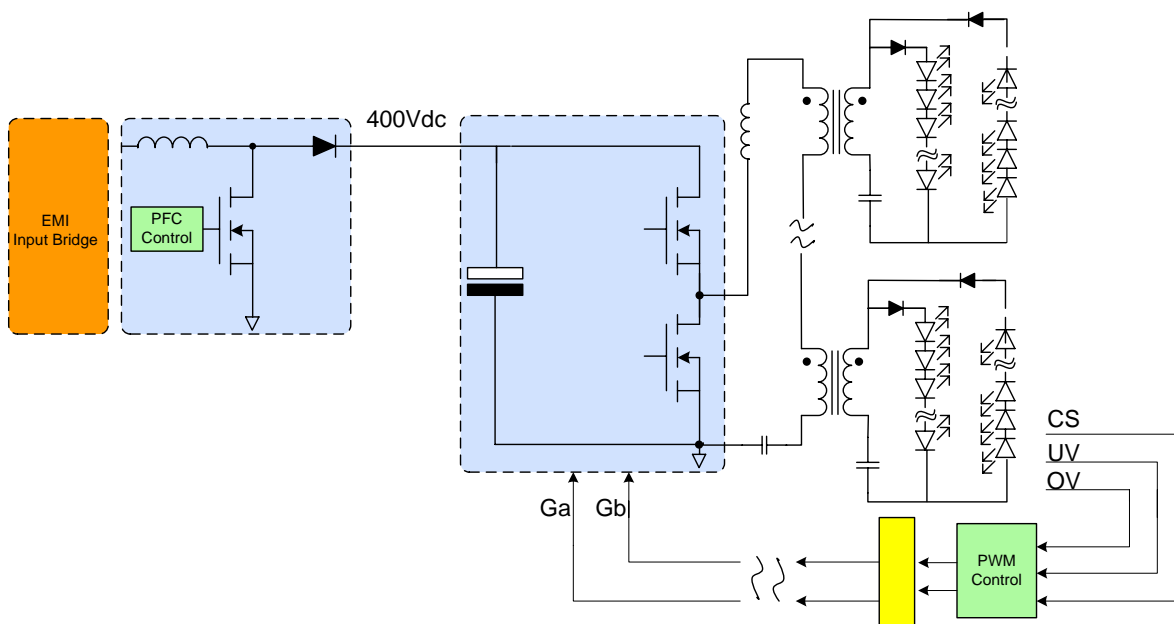 400Vdc
EMI
Input Bridge
PFC
Control
CS
UV
OV
Ga
Gb
PWM
Control